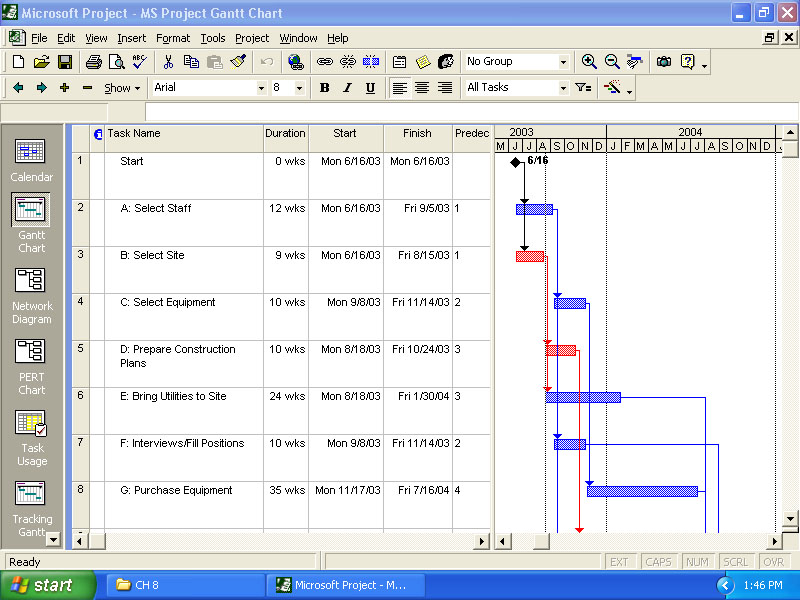 Microsoft Project - MS Project Gantt Chart
File Edit View Insert Format Tools Project Window Help
No Group
Show Arial 8 B I U All Tasks
Task Name Duration Start Finish Predec 2003 2004
M J J A S O N D J F M A M J J A S O N D
1 Start 0 wks Mon 6/16/03 Mon 6/16/03 6/16
2 A: Select Staff 12 wks Mon 6/16/03 Fri 9/5/03 1
3 B: Select Site 9 wks Mon 6/16/03 Fri 8/15/03 1
4 C: Select Equipment 10 wks Mon 9/8/03 Fri 11/14/03 2
5 D: Prepare Construction Plans 10 wks Mon 8/18/03 Fri 10/24/03 3
6 E: Bring Utilities to Site 24 wks Mon 8/18/03 Fri 1/30/04 3
7 F: Interviews/Fill Positions 10 wks Mon 9/8/03 Fri 11/14/03 2
8 G: Purchase Equipment 35 wks Mon 11/17/03 Fri 7/16/04 4
Calendar
Gantt
Chart
Network
Diagram
PERT
Chart
Task
Usage
Tracking
Gantt
Ready EXT CAPS NUM SCRL OVR
start CH 8 Microsoft Project - M... 1:46 PM